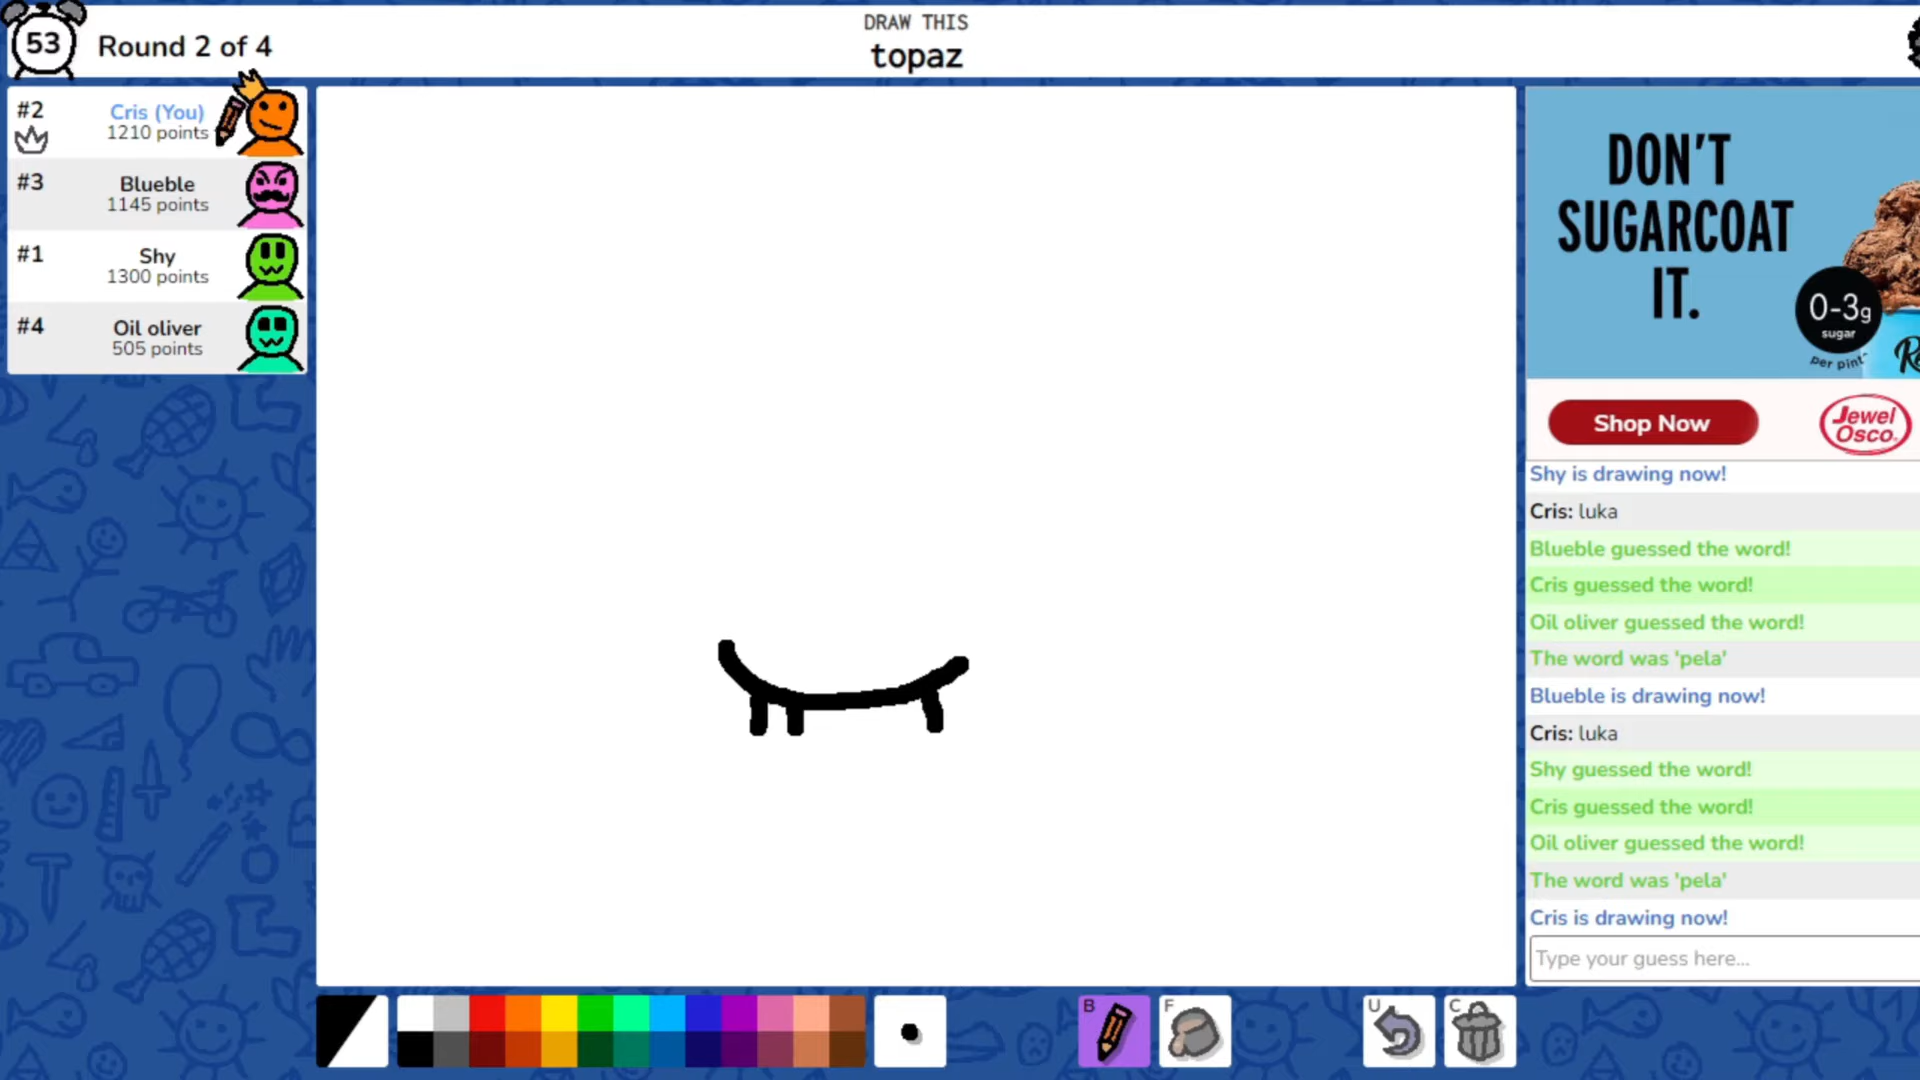 53
Round 2 of 4
DRAW THIS
topaz
#2
Cris (You)
1210 points
#3
Blueble
1145 points
#1
Shy
1300 points
#4
Oil oliver
505 points
DON'T
SUGARCOAT
IT.
0-3g
sugar
per pint^
Shop Now
Jewel
Osco.
Shy is drawing now!
Cris: luka
Blueble guessed the word!
Cris guessed the word!
Oil oliver guessed the word!
The word was 'pela'
Blueble is drawing now!
Cris: luka
Shy guessed the word!
Cris guessed the word!
Oil oliver guessed the word!
The word was 'pela'
Cris is drawing now!
Type your guess here...
B
F
U
C